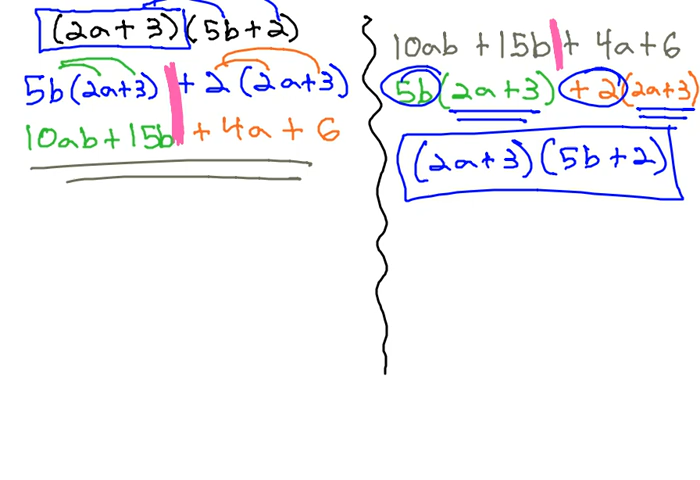 (2a + 3)(5b + 2)
5b(2a+3) + 2(2a+3)
10ab + 15b + 4a + 6
10ab + 15b + 4a + 6
5b(2a+3) + 2(2a+3)
(2a+3)(5b+2)